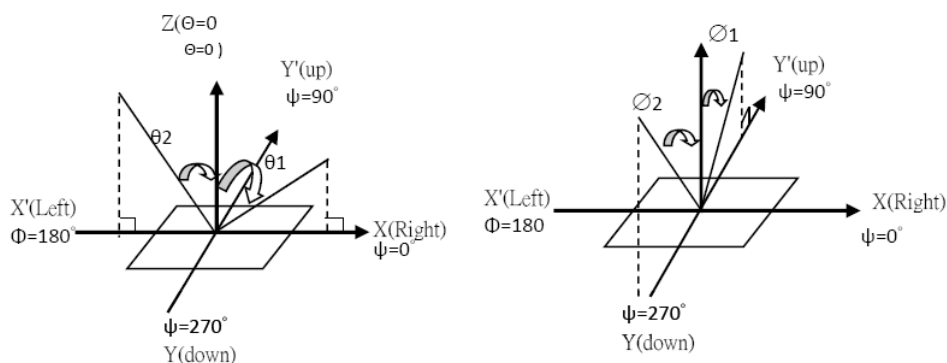 Z(Θ=0
Θ=0 )
Y'(up)
ψ=90°
θ2
θ1
X'(Left)
Φ=180°
X(Right)
ψ=0°
ψ=270°
Y(down)
∅1
Y'(up)
ψ=90°
∅2
X'(Left)
Φ=180
X(Right)
ψ=0°
ψ=270°
Y(down)